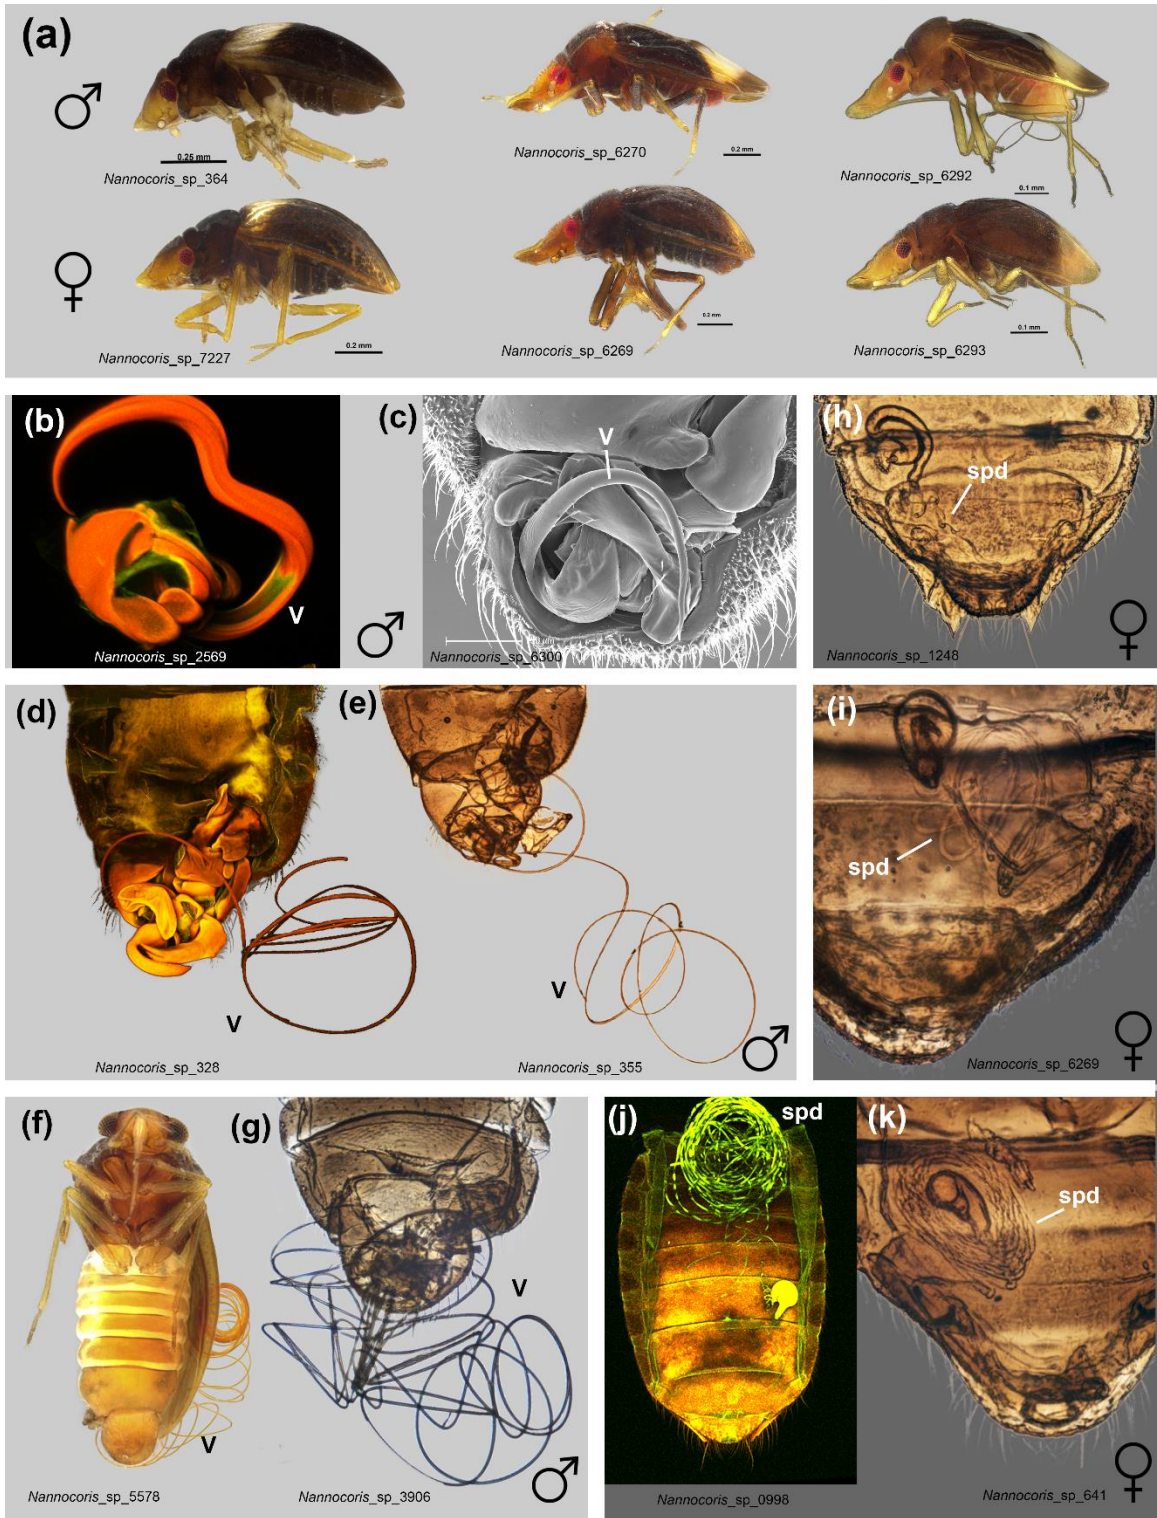 (a)
♂
0.25 mm
Nannocoris_sp_364
Nannocoris_sp_6270
0.2 mm
Nannocoris_sp_6292
0.1 mm
♀
Nannocoris_sp_7227
0.2 mm
Nannocoris_sp_6269
0.2 mm
Nannocoris_sp_6293
0.1 mm
(b)
V
Nannocoris_sp_2569
(c)
V
♂
Nannocoris_sp_6300
(h)
spd
Nannocoris_sp_1248
♀
(d)
V
Nannocoris_sp_328
(e)
V
Nannocoris_sp_355
♂
(i)
spd
Nannocoris_sp_6269
♀
(f)
V
Nannocoris_sp_5578
(g)
V
Nannocoris_sp_3906
♂
(j)
spd
Nannocoris_sp_0998
(k)
spd
Nannocoris_sp_641
♀